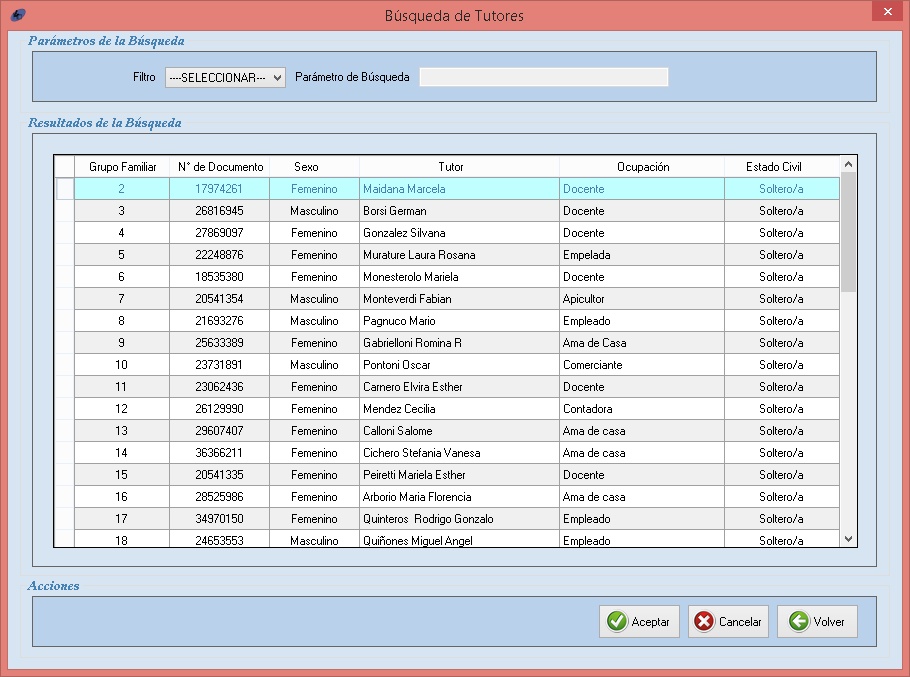 Búsqueda de Tutores
Parámetros de la Búsqueda
Filtro ----SELECCIONAR--- Parámetro de Búsqueda
Resultados de la Búsqueda
Grupo Familiar N° de Documento Sexo Tutor Ocupación Estado Civil
2 17974261 Femenino Maidana Marcela Docente Soltero/a
3 26816945 Masculino Borsi German Docente Soltero/a
4 27869097 Femenino Gonzalez Silvana Docente Soltero/a
5 22248876 Femenino Murature Laura Rosana Empelada Soltero/a
6 18535380 Femenino Monesterolo Mariela Docente Soltero/a
7 20541354 Masculino Monteverdi Fabian Apicultor Soltero/a
8 21693276 Masculino Pagnuco Mario Empleado Soltero/a
9 25633389 Femenino Gabrielloni Romina R Ama de Casa Soltero/a
10 23731891 Masculino Pontoni Oscar Comerciante Soltero/a
11 23062436 Femenino Carnero Elvira Esther Docente Soltero/a
12 26129990 Femenino Mendez Cecilia Contadora Soltero/a
13 29607407 Femenino Calloni Salome Ama de casa Soltero/a
14 36366211 Femenino Cichero Stefania Vanesa Ama de casa Soltero/a
15 20541335 Femenino Peiretti Mariela Esther Docente Soltero/a
16 28525986 Femenino Arborio Maria Florencia Ama de casa Soltero/a
17 34970150 Femenino Quinteros Rodrigo Gonzalo Empleado Soltero/a
18 24653553 Masculino Quiñones Miguel Angel Empleado Soltero/a
Acciones
Aceptar Cancelar Volver